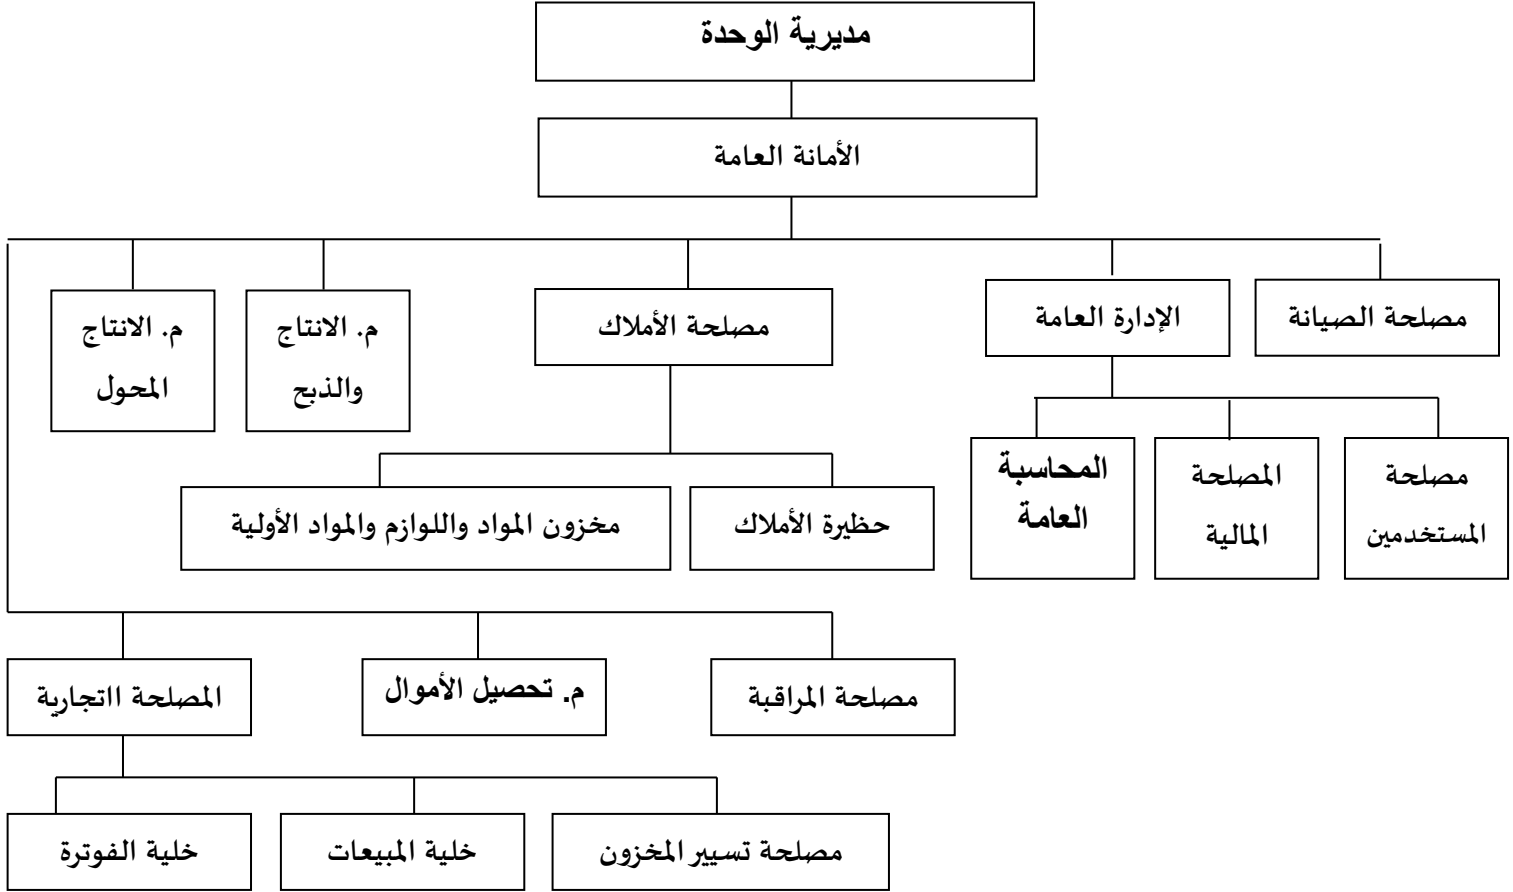 مديرية الوحدة
الأمانة العامة
مصلحة الصيانة
الإدارة العامة
مصلحة الأملاك
م. الانتاج
والذبح
م. الانتاج
المحول
مصلحة
المستخدمين
المصلحة
المالية
المحاسبة
العامة
حظيرة الأملاك
مخزون المواد واللوازم والمواد الأولية
مصلحة المراقبة
م. تحصيل الأموال
المصلحة ااتجارية
مصلحة تسيير المخزون
خلية المبيعات
خلية الفوترة